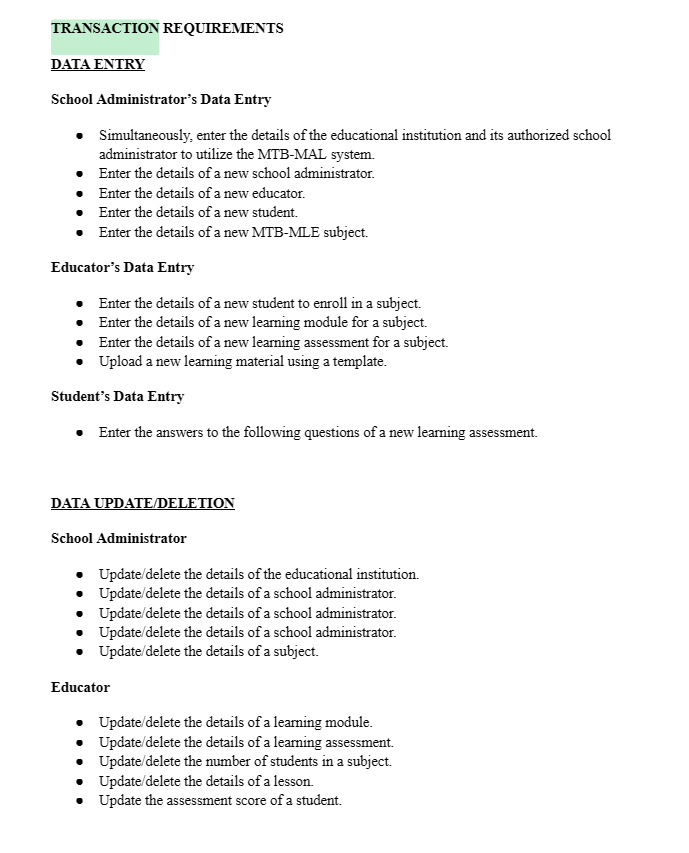 TRANSACTION REQUIREMENTS
DATA ENTRY
School Administrator’s Data Entry
● Simultaneously, enter the details of the educational institution and its authorized school
administrator to utilize the MTB-MAL system.
● Enter the details of a new school administrator.
● Enter the details of a new educator.
● Enter the details of a new student.
● Enter the details of a new MTB-MLE subject.
Educator’s Data Entry
● Enter the details of a new student to enroll in a subject.
● Enter the details of a new learning module for a subject.
● Enter the details of a new learning assessment for a subject.
● Upload a new learning material using a template.
Student’s Data Entry
● Enter the answers to the following questions of a new learning assessment.
DATA UPDATE/DELETION
School Administrator
● Update/delete the details of the educational institution.
● Update/delete the details of a school administrator.
● Update/delete the details of a school administrator.
● Update/delete the details of a school administrator.
● Update/delete the details of a subject.
Educator
● Update/delete the details of a learning module.
● Update/delete the details of a learning assessment.
● Update/delete the number of students in a subject.
● Update/delete the details of a lesson.
● Update the assessment score of a student.